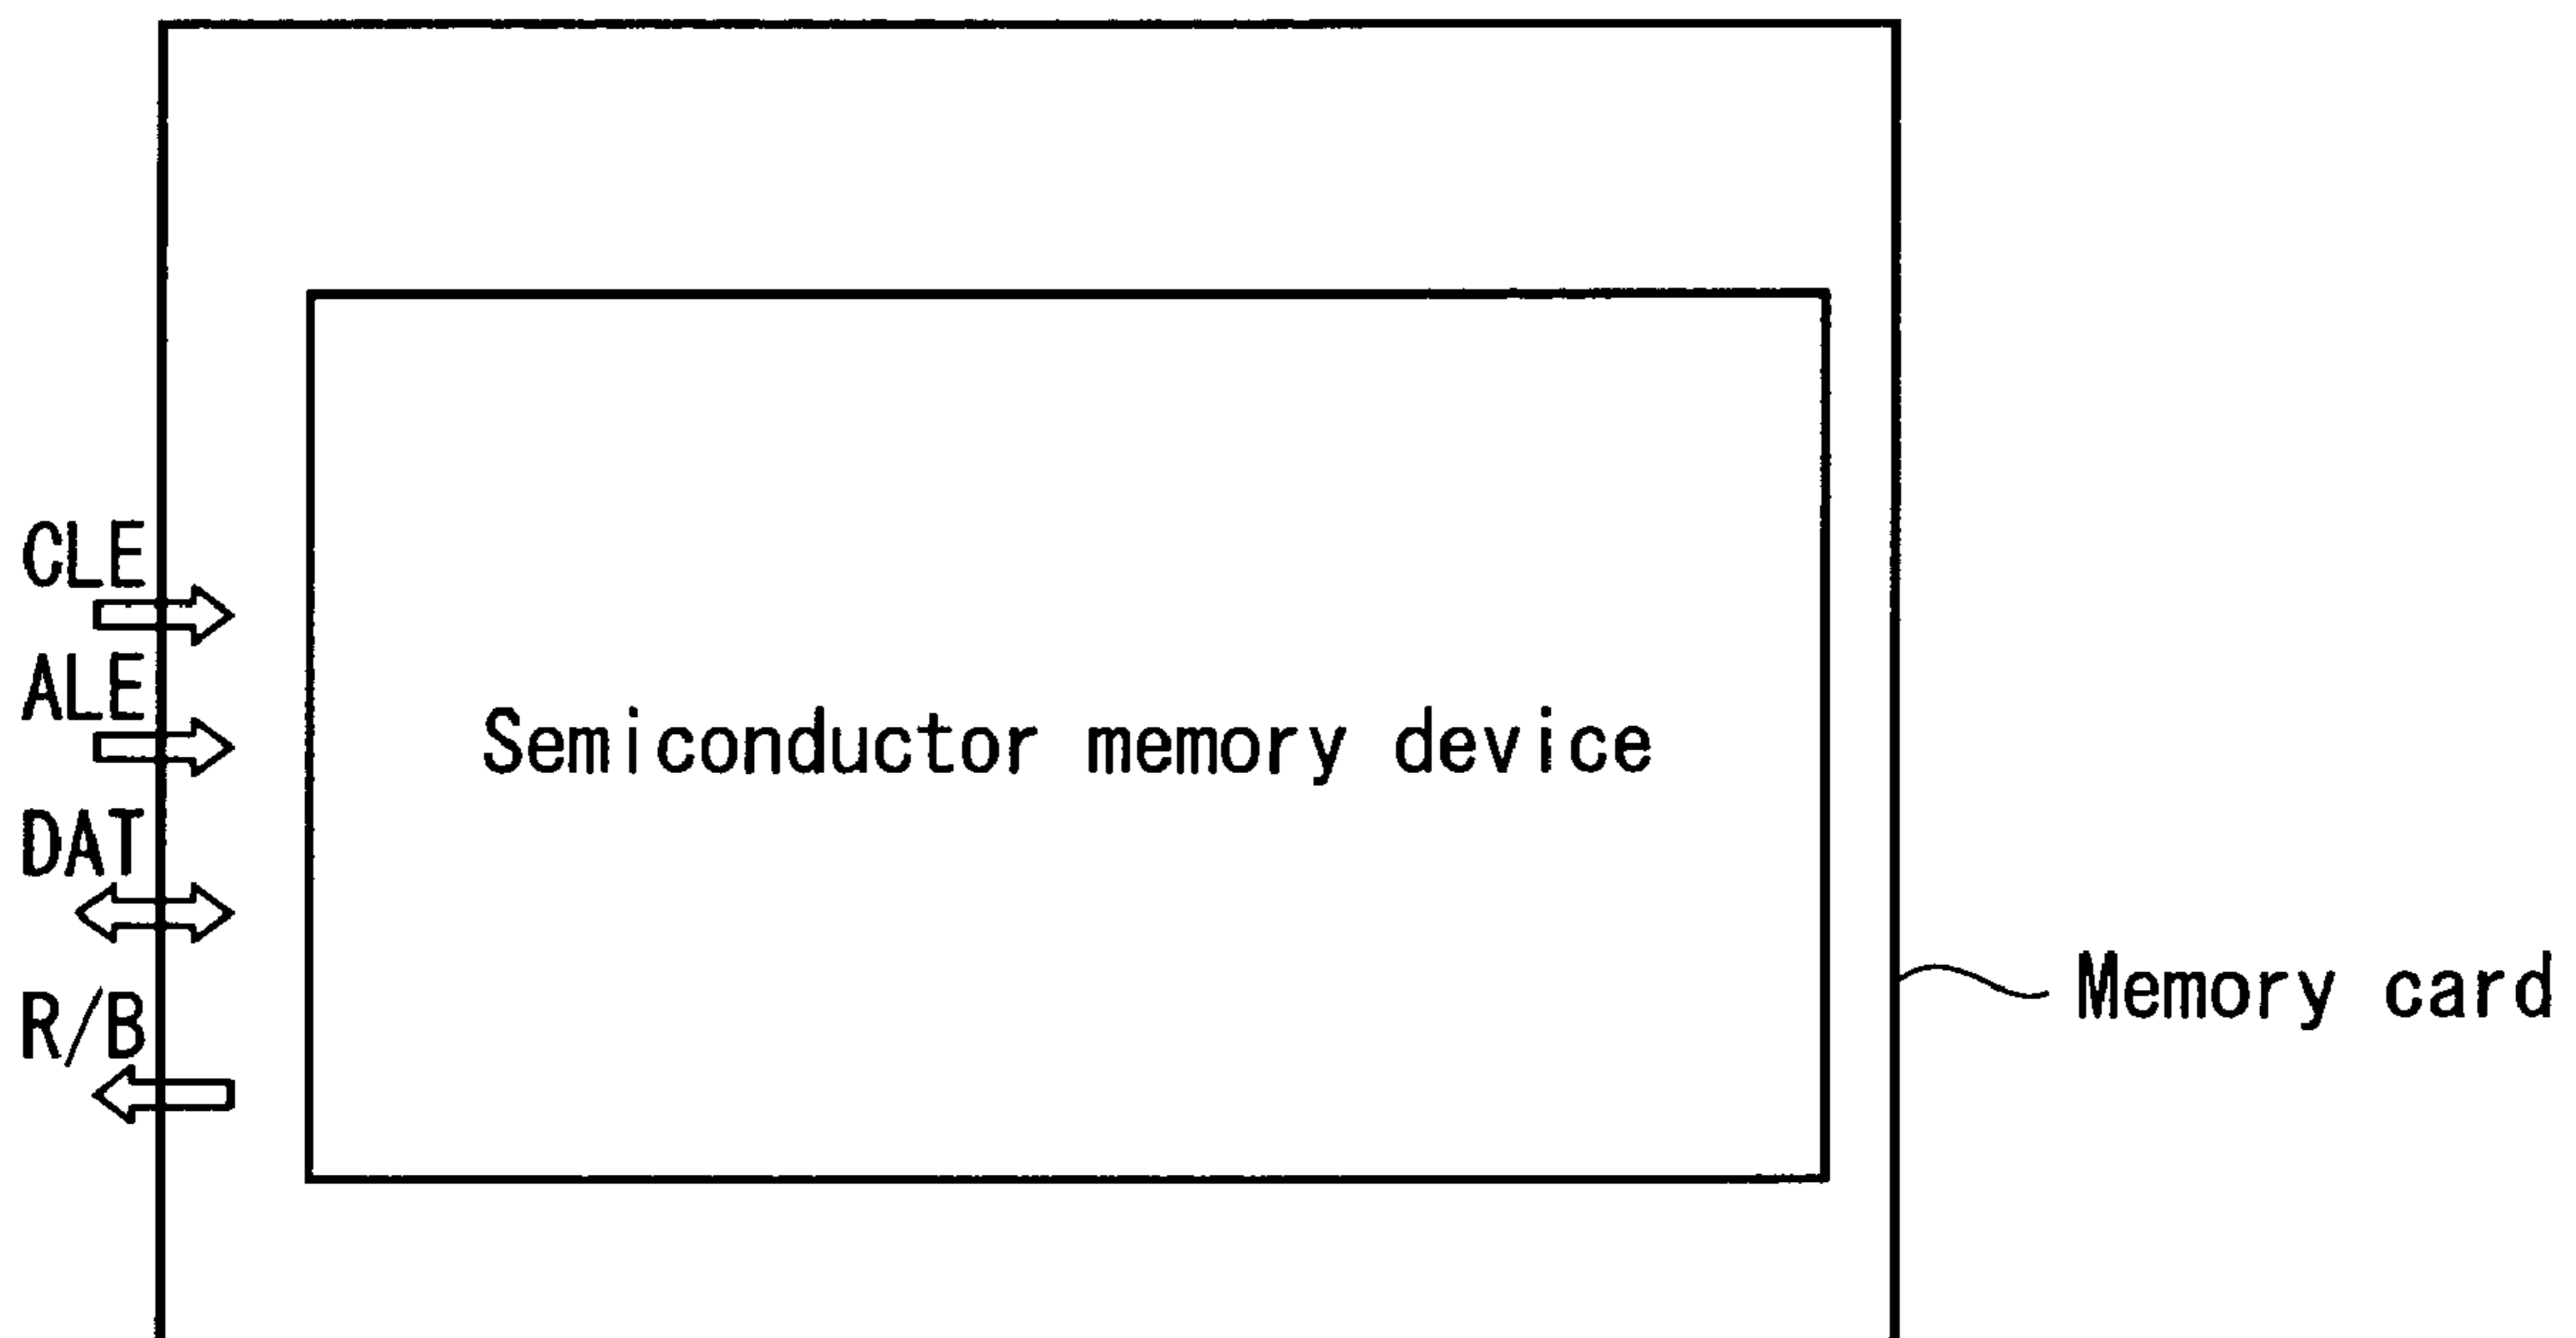 CLE
ALE
Semiconductor memory device
DAT
R/B
Memory card